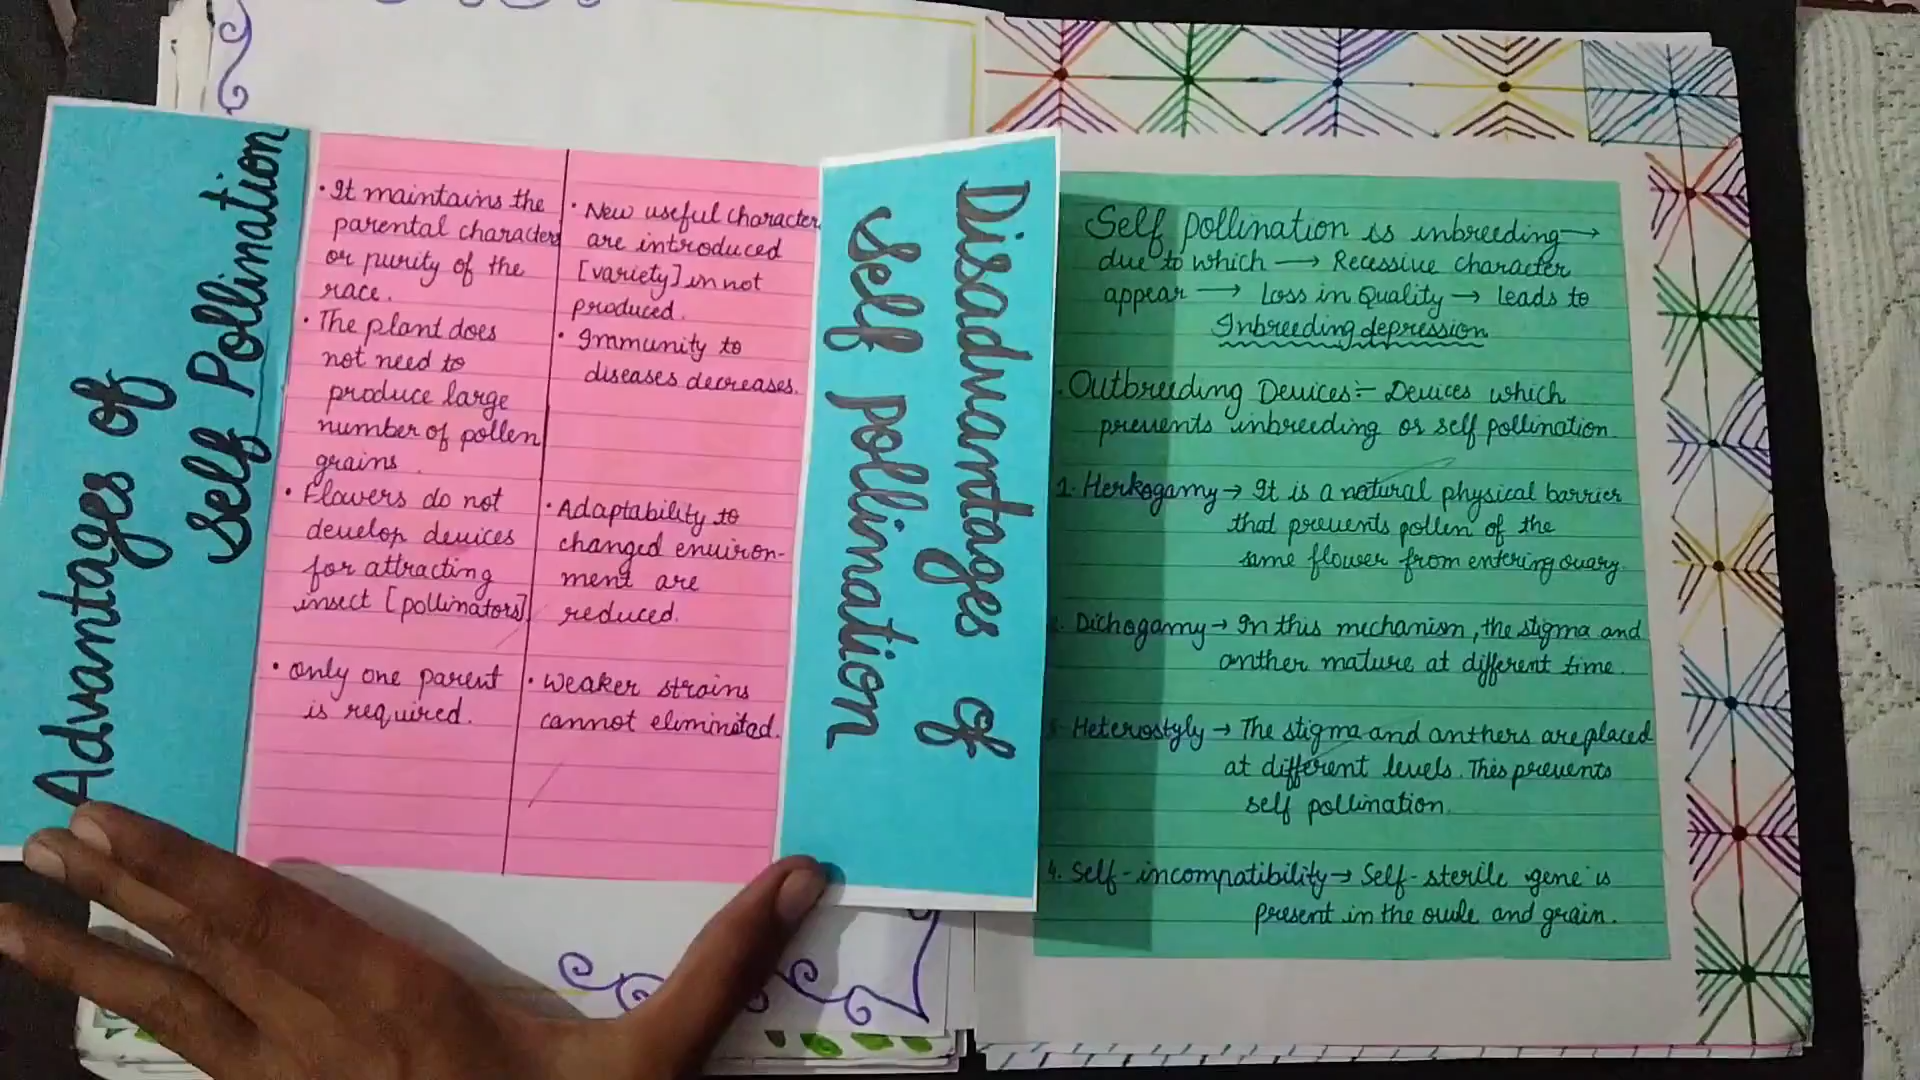 Advantages of
Self Pollination
• It maintains the
parental characters
or purity of the
race.
• The plant does
not need to
produce large
number of pollen
grains.
• Flowers do not
develop devices
for attracting
insect [pollinators]
• only one parent
is required.
• New useful character
are introduced
[variety] in not
produced.
• Immunity to
diseases decreases.
• Adaptability to
changed environ-
ment are
reduced.
• Weaker strains
cannot eliminated.
Disadvantages of
Self pollination
Self pollination is inbreeding →
due to which → Recessive character
appear → Loss in Quality → leads to
Inbreeding depression
Outbreeding Devices:- Devices which
prevents inbreeding or self pollination.
1. Herkogamy → It is a natural physical barrier
that prevents pollen of the
same flower from entering ovary.
Dichogamy → In this mechanism, the stigma and
anther mature at different time.
Heterostyly → The stigma and anthers are placed
at different levels. This prevents
self pollination.
4. Self-incompatibility → Self-sterile gene is
present in the and grain.